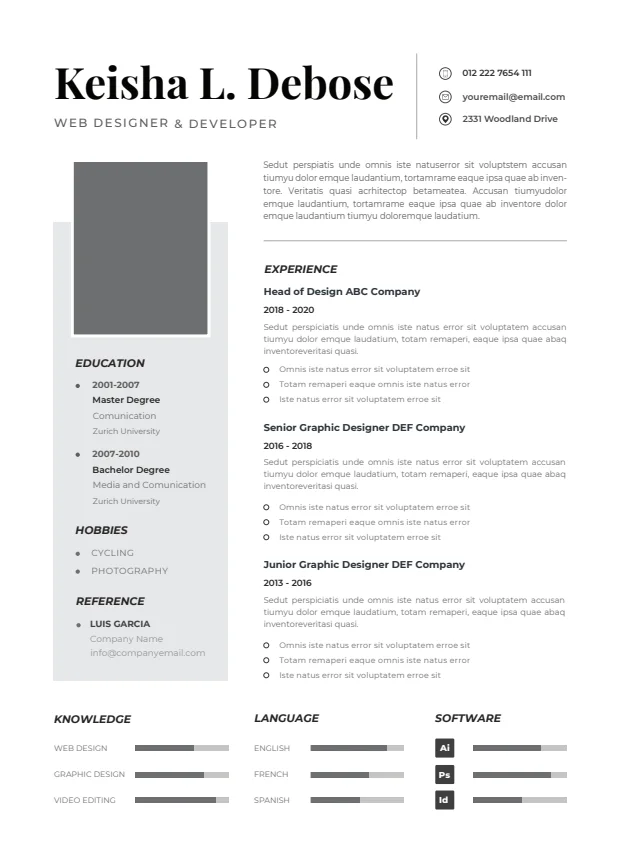 Keisha L. Debose
WEB DESIGNER & DEVELOPER
012 222 7654 111
youremail@email.com
2331 Woodland Drive
Sedut perspiatis unde omnis iste natuserror sit voluptstem accusan
tiumyu dolor emque laudantium, tortamrame eaque ipsa quae ab inven-
tore. Veritatis quasi acrhitectop betameatea. Accusan tiumyudolor
emque laudantium, tortamrame eaque ipsa quae ab inventore dolor
emque laudantium tiumyu doloremque laudatium.
EDUCATION
2001-2007
Master Degree
Comunication
Zurich University
2007-2010
Bachelor Degree
Media and Comunication
Zurich University
HOBBIES
CYCLING
PHOTOGRAPHY
REFERENCE
LUIS GARCIA
Company Name
info@companyemail.com
EXPERIENCE
Head of Design ABC Company
2018 - 2020
Sedut perspiciatis unde omnis iste natus error sit voluptatem accusan
tiumyu dolor emque laudatium, totam remaperi, eaque ipsa quae abaq
inventoreveritasi quasi.
Omnis iste natus error sit voluptatem erroe sit
Totam remaperi eaque omnis iste natus error
Iste natus error sit voluptatem erroe sit
Senior Graphic Designer DEF Company
2016 - 2018
Sedut perspiciatis unde omnis iste natus error sit voluptatem accusan
tiumyu dolor emque laudatium, totam remaperi, eaque ipsa quae abaq
inventoreveritasi quasi.
Omnis iste natus error sit voluptatem erroe sit
Totam remaperi eaque omnis iste natus error
Iste natus error sit voluptatem erroe sit
Junior Graphic Designer DEF Company
2013 - 2016
Sedut perspiciatis unde omnis iste natus error sit voluptatem accusan
tiumyu dolor emque laudatium, totam remaperi, eaque ipsa quae abaq
inventoreveritasi quasi.
Omnis iste natus error sit voluptatem erroe sit
Totam remaperi eaque omnis iste natus error
Iste natus error sit voluptatem erroe sit
KNOWLEDGE
WEB DESIGN
GRAPHIC DESIGN
VIDEO EDITING
LANGUAGE
ENGLISH
FRENCH
SPANISH
SOFTWARE
Ai
Ps
Id